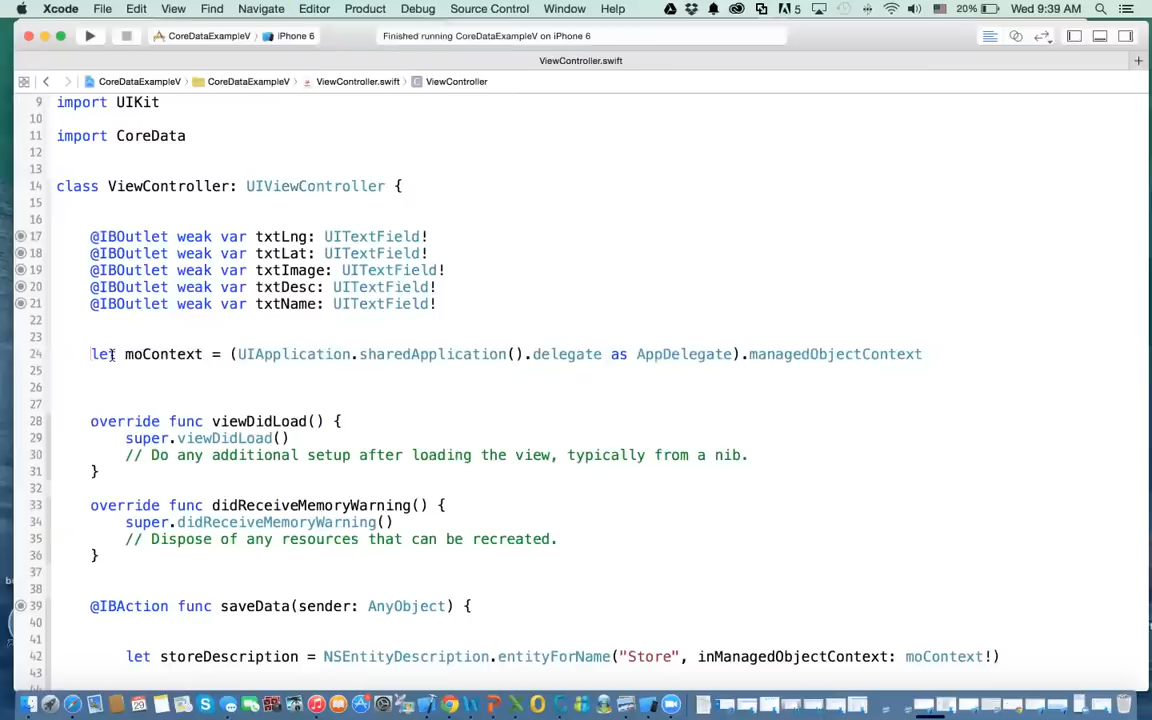 Xcode File Edit View Find Navigate Editor Product Debug Source Control Window Help 5 20% Wed 9:39 AM
CoreDataExampleV iPhone 6 Finished running CoreDataExampleV on iPhone 6
ViewController.swift
CoreDataExampleV CoreDataExampleV ViewController.swift C ViewController
9 import UIKit
10
11 import CoreData
12
13
14 class ViewController: UIViewController {
15
16
17 @IBOutlet weak var txtLng: UITextField!
18 @IBOutlet weak var txtLat: UITextField!
19 @IBOutlet weak var txtImage: UITextField!
20 @IBOutlet weak var txtDesc: UITextField!
21 @IBOutlet weak var txtName: UITextField!
22
23
24 let moContext = (UIApplication.sharedApplication().delegate as AppDelegate).managedObjectContext
25
26
27
28 override func viewDidLoad() {
29 super.viewDidLoad()
30 // Do any additional setup after loading the view, typically from a nib.
31 }
32
33 override func didReceiveMemoryWarning() {
34 super.didReceiveMemoryWarning()
35 // Dispose of any resources that can be recreated.
36 }
37
38
39 @IBAction func saveData(sender: AnyObject) {
40
41
42 let storeDescription = NSEntityDescription.entityForName("Store", inManagedObjectContext: moContext!)
43